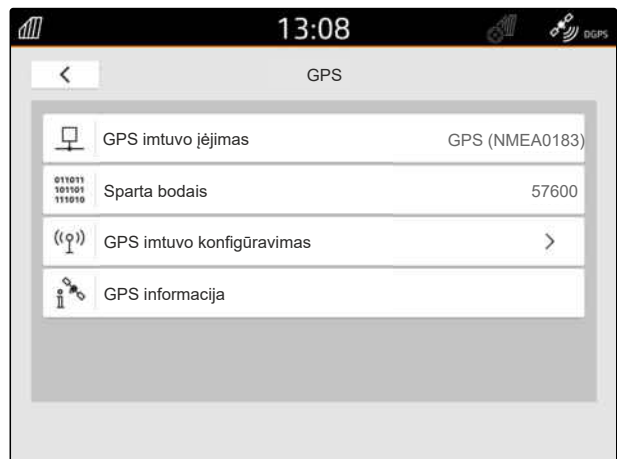 13:08
DGPS
GPS
GPS imtuvo įėjimas GPS (NMEA0183)
011011
101101
111010
Sparta bodais 57600
GPS imtuvo konfigūravimas
GPS informacija